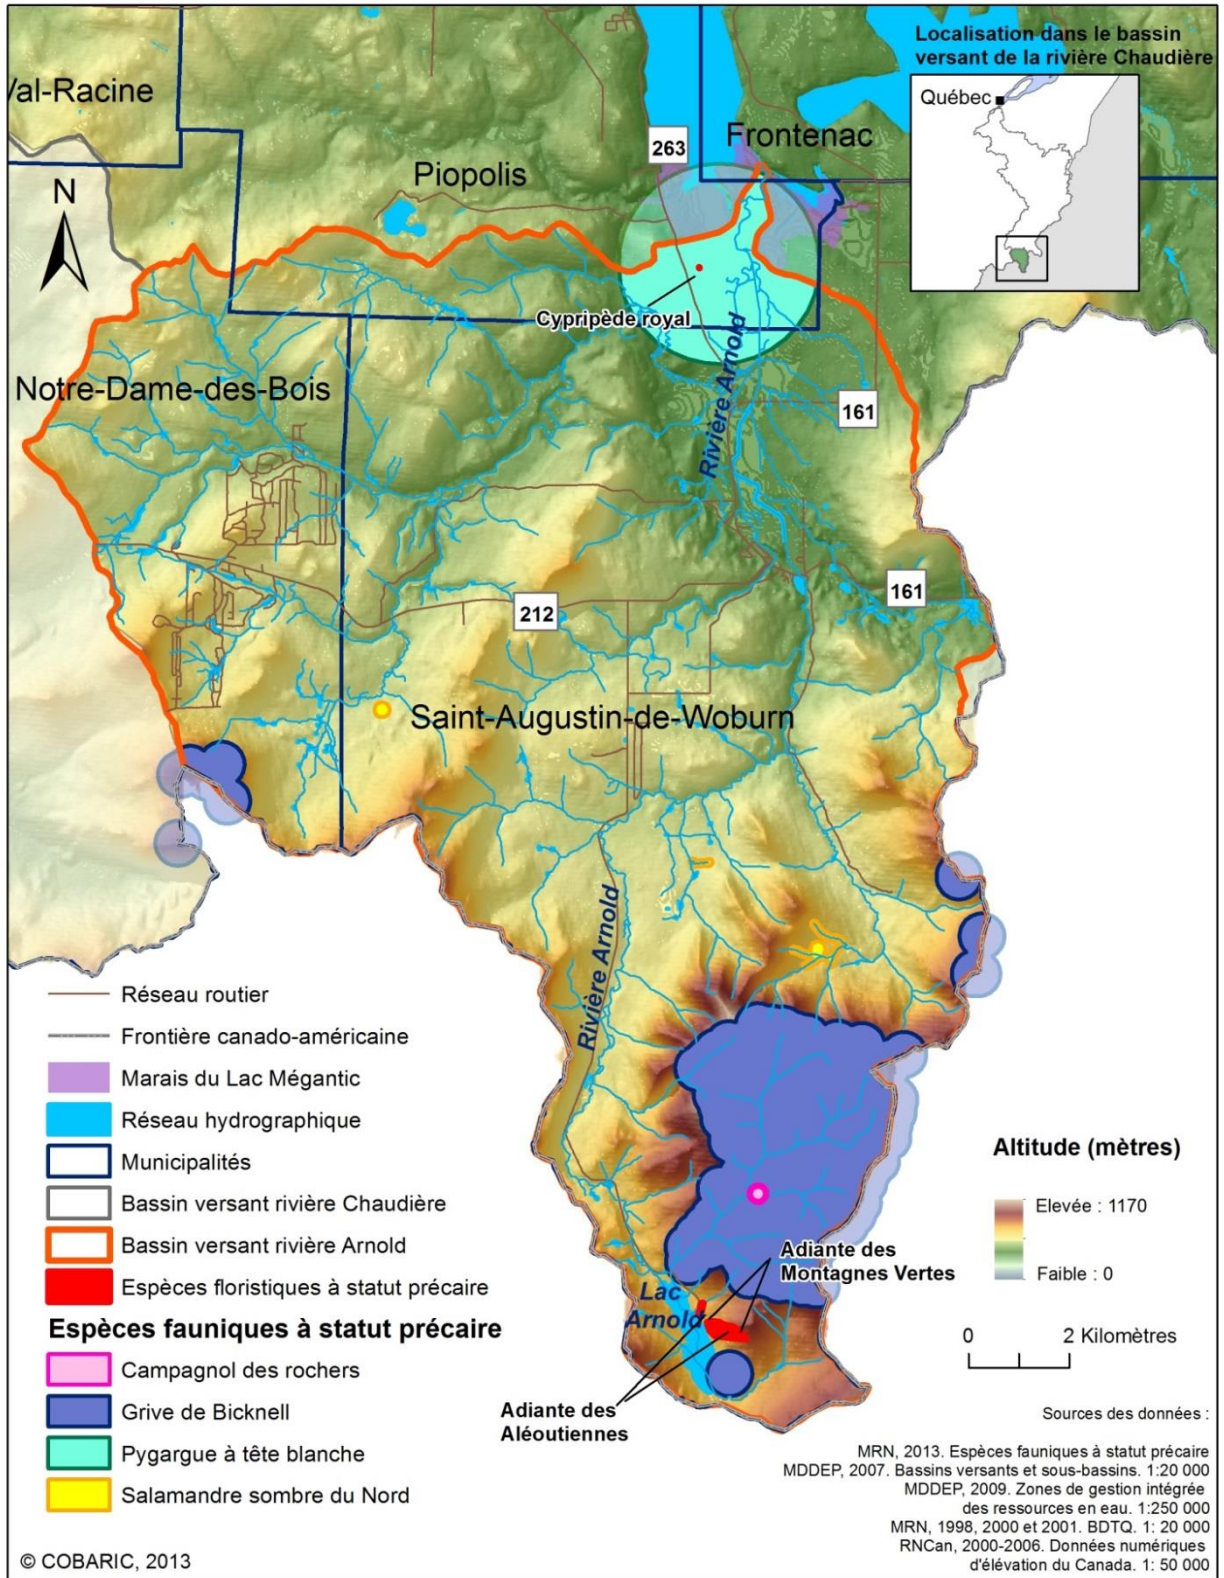 Localisation dans le bassin
versant de la rivière Chaudière
Québec
Val-Racine
263
Frontenac
Piopolis
N
Cypripède royal
Notre-Dame-des-Bois
Rivière Arnold
161
161
212
Saint-Augustin-de-Woburn
Rivière Arnold
Réseau routier
Frontière canado-américaine
Marais du Lac Mégantic
Réseau hydrographique
Municipalités
Bassin versant rivière Chaudière
Bassin versant rivière Arnold
Espèces floristiques à statut précaire
Espèces fauniques à statut précaire
Campagnol des rochers
Grive de Bicknell
Pygargue à tête blanche
Salamandre sombre du Nord
© COBARIC, 2013
Lac
Arnold
Adiante des
Montagnes Vertes
Adiante des
Aléoutiennes
Altitude (mètres)
Elevée : 1170
Faible : 0
0 2 Kilomètres
Sources des données :
MRN, 2013. Espèces fauniques à statut précaire
MDDEP, 2007. Bassins versants et sous-bassins. 1:20 000
MDDEP, 2009. Zones de gestion intégrée
des ressources en eau. 1:250 000
MRN, 1998, 2000 et 2001. BDTQ. 1: 20 000
RNCan, 2000-2006. Données numériques
d'élévation du Canada. 1: 50 000